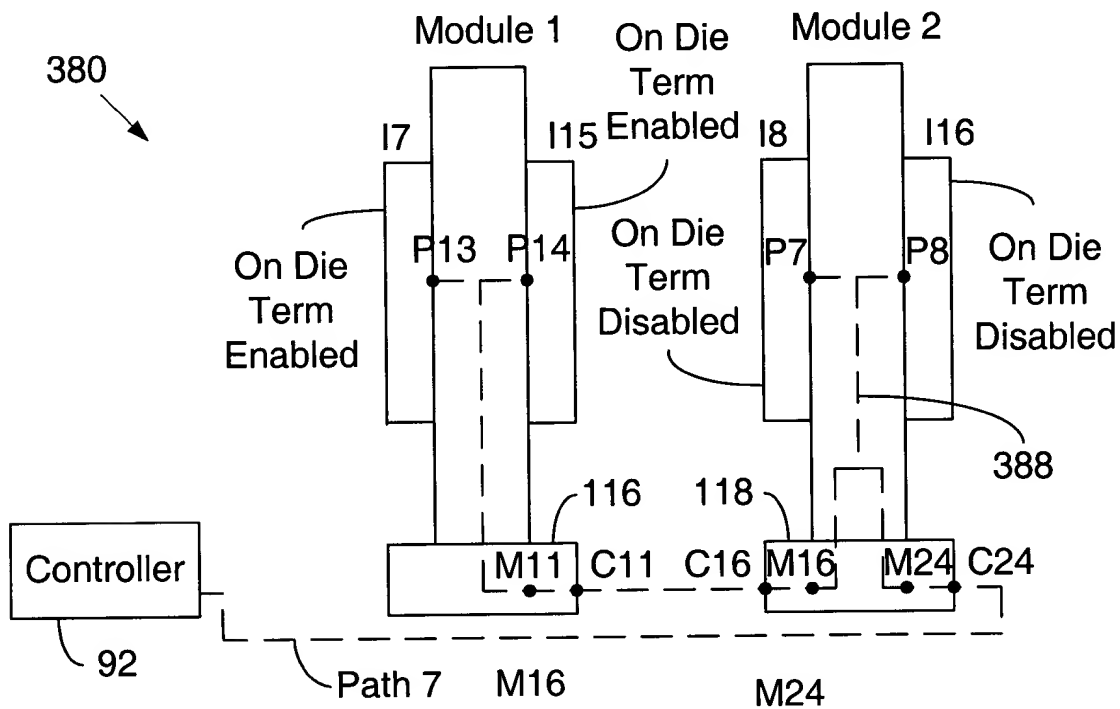 380
Module 1
On Die
Term
Enabled
Module 2
I7
I15
I8
I16
On Die
Term
Enabled
P13
P14
On Die
Term
Disabled
P7
P8
On Die
Term
Disabled
388
116
118
Controller
M11
C11
C16
M16
M24
C24
92
Path 7
M16
M24